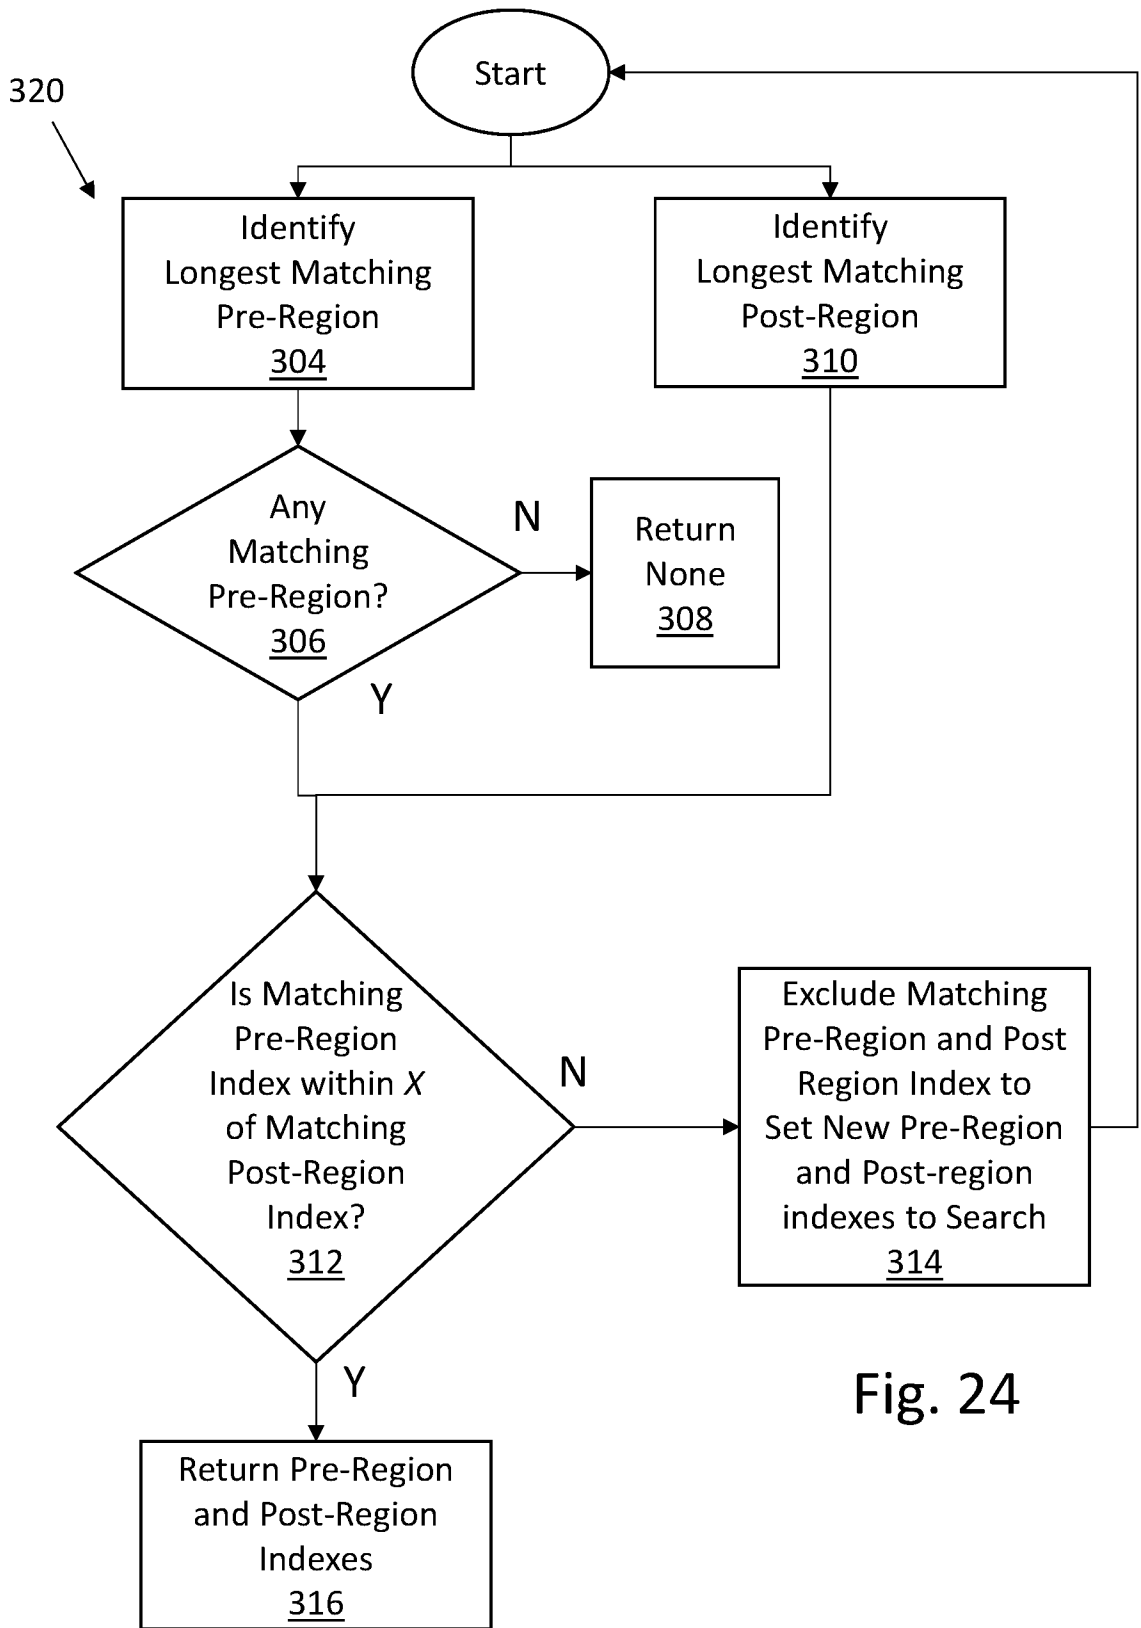 Start
320
Identify
Longest Matching
Pre-Region
304
Identify
Longest Matching
Post-Region
310
Any
Matching
Pre-Region?
306
N
Return
None
308
Y
Is Matching
Pre-Region
Index within X
of Matching
Post-Region
Index?
312
N
Exclude Matching
Pre-Region and Post
Region Index to
Set New Pre-Region
and Post-region
indexes to Search
314
Y
Fig. 24
Return Pre-Region
and Post-Region
Indexes
316